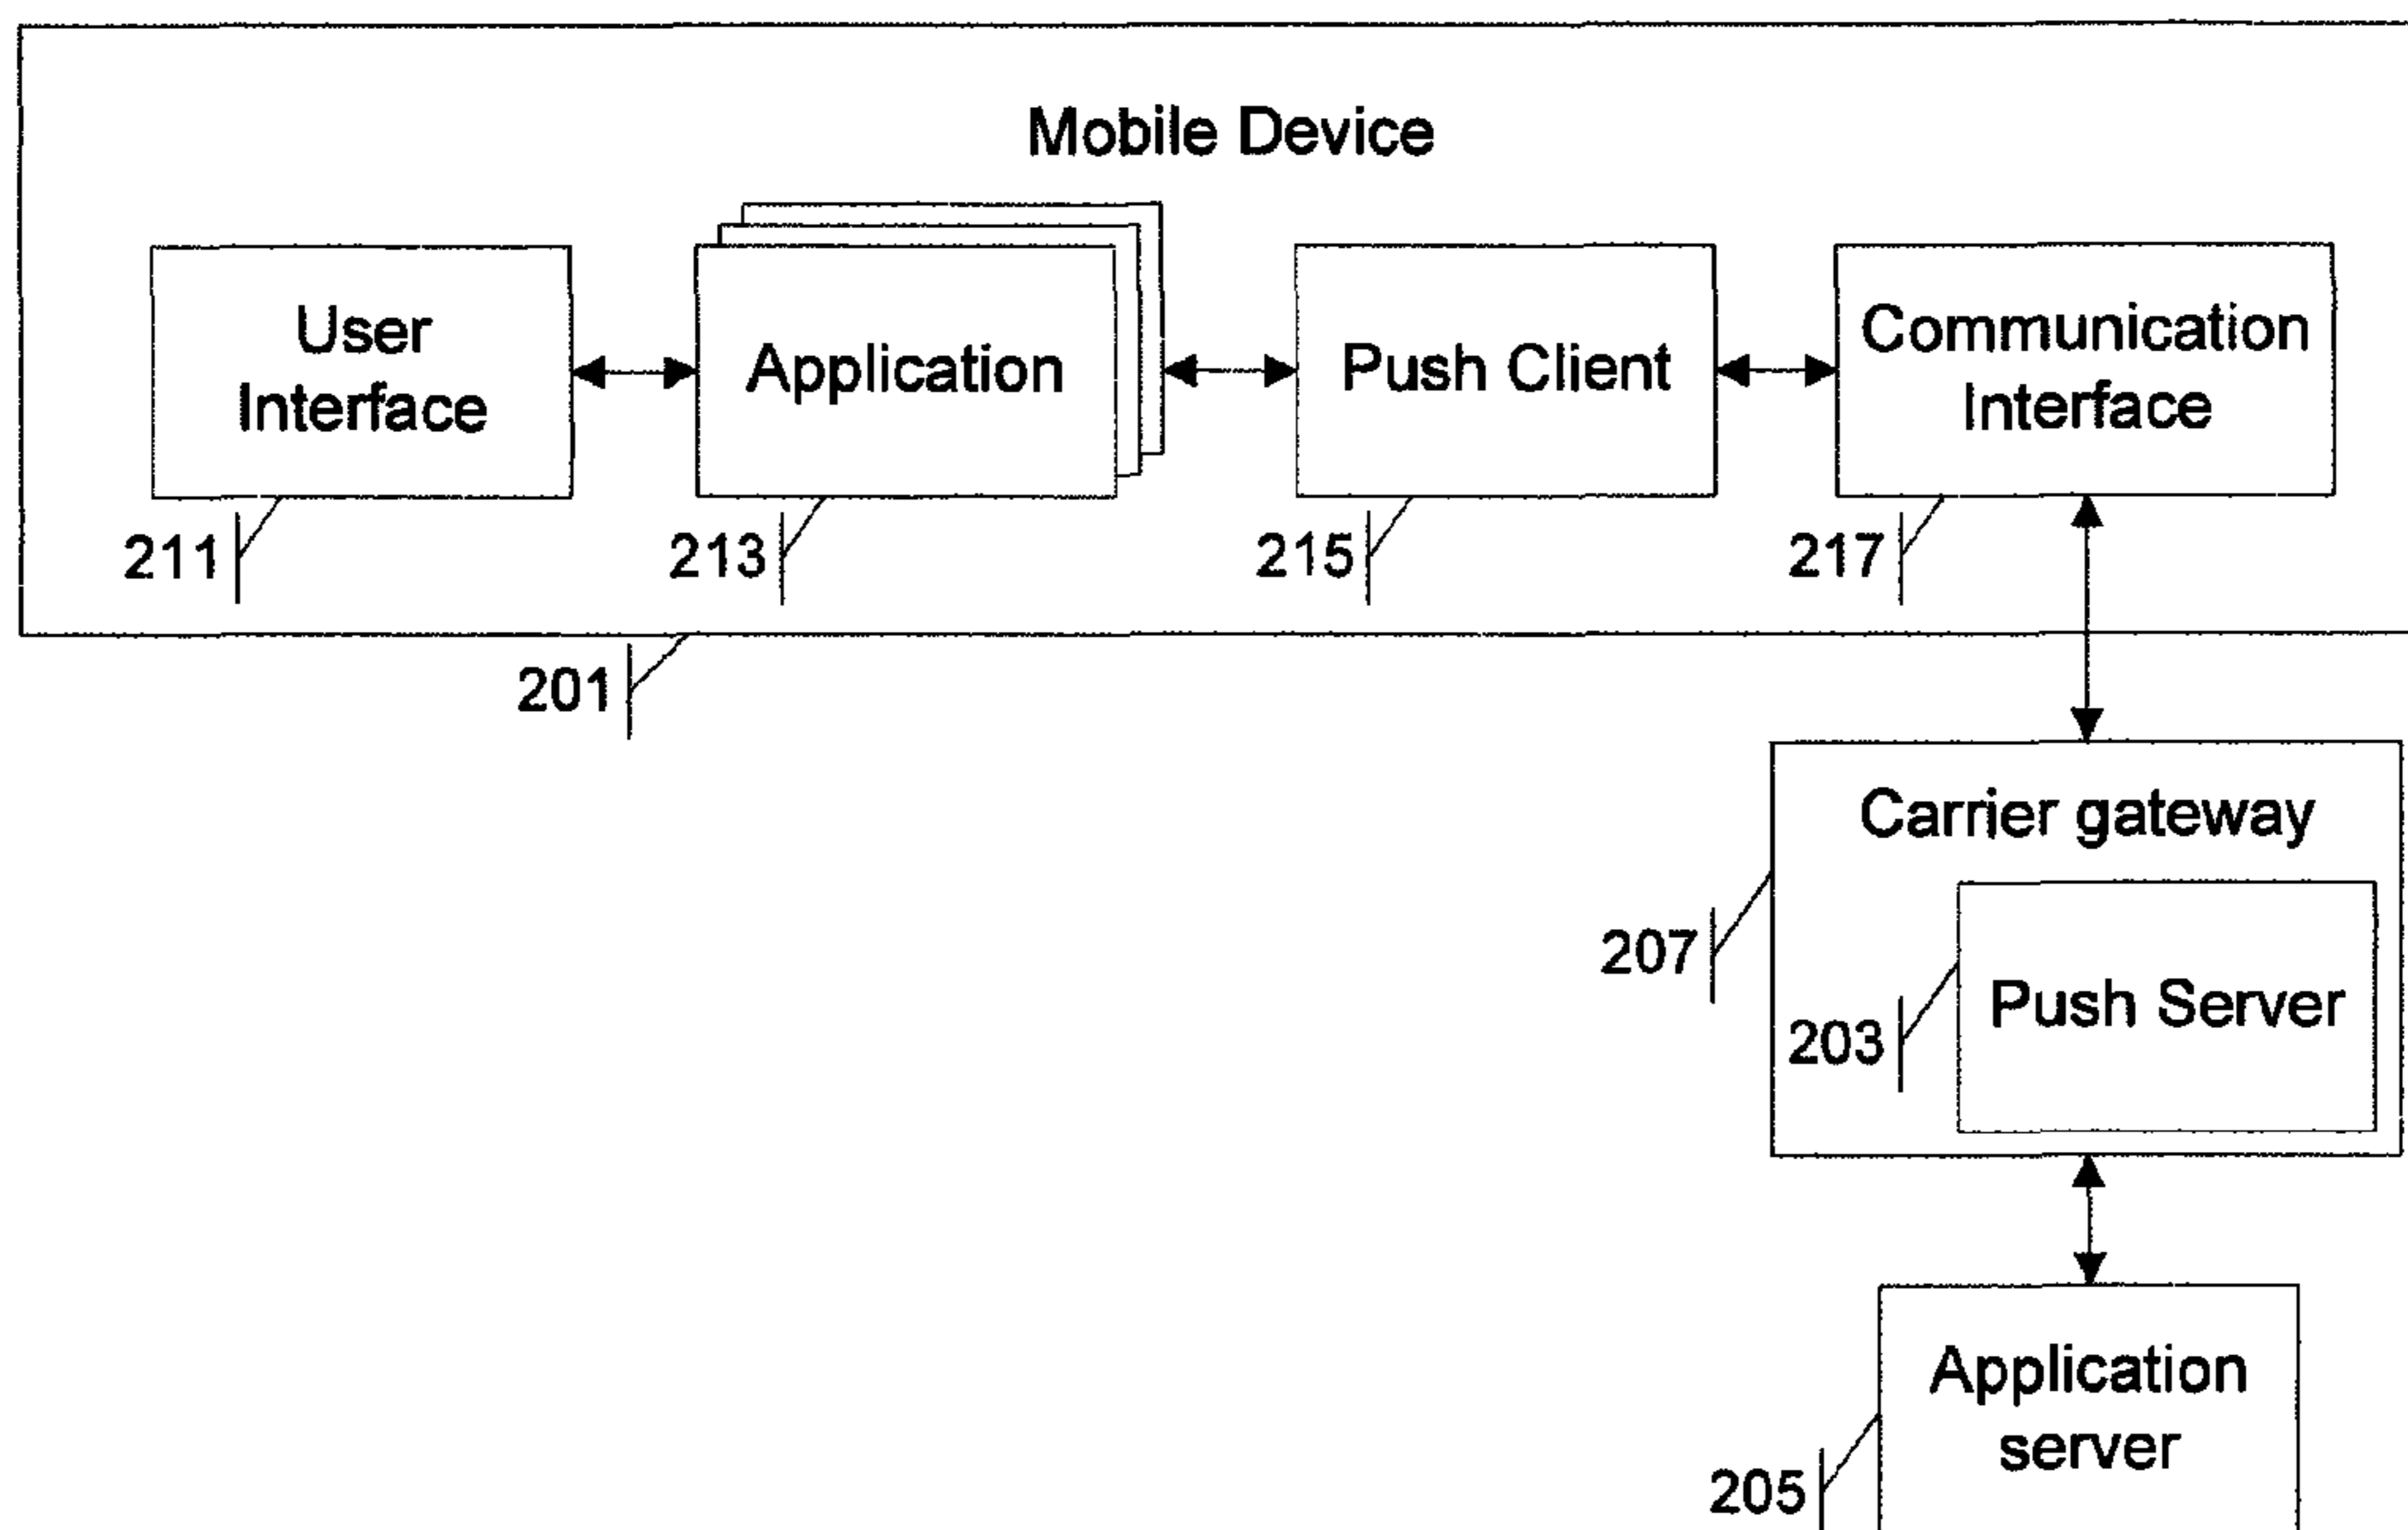 Mobile Device
User
Interface
Application
Push Client
Communication
Interface
211
213
215
217
201
Carrier gateway
207
Push Server
203
Application
server
205